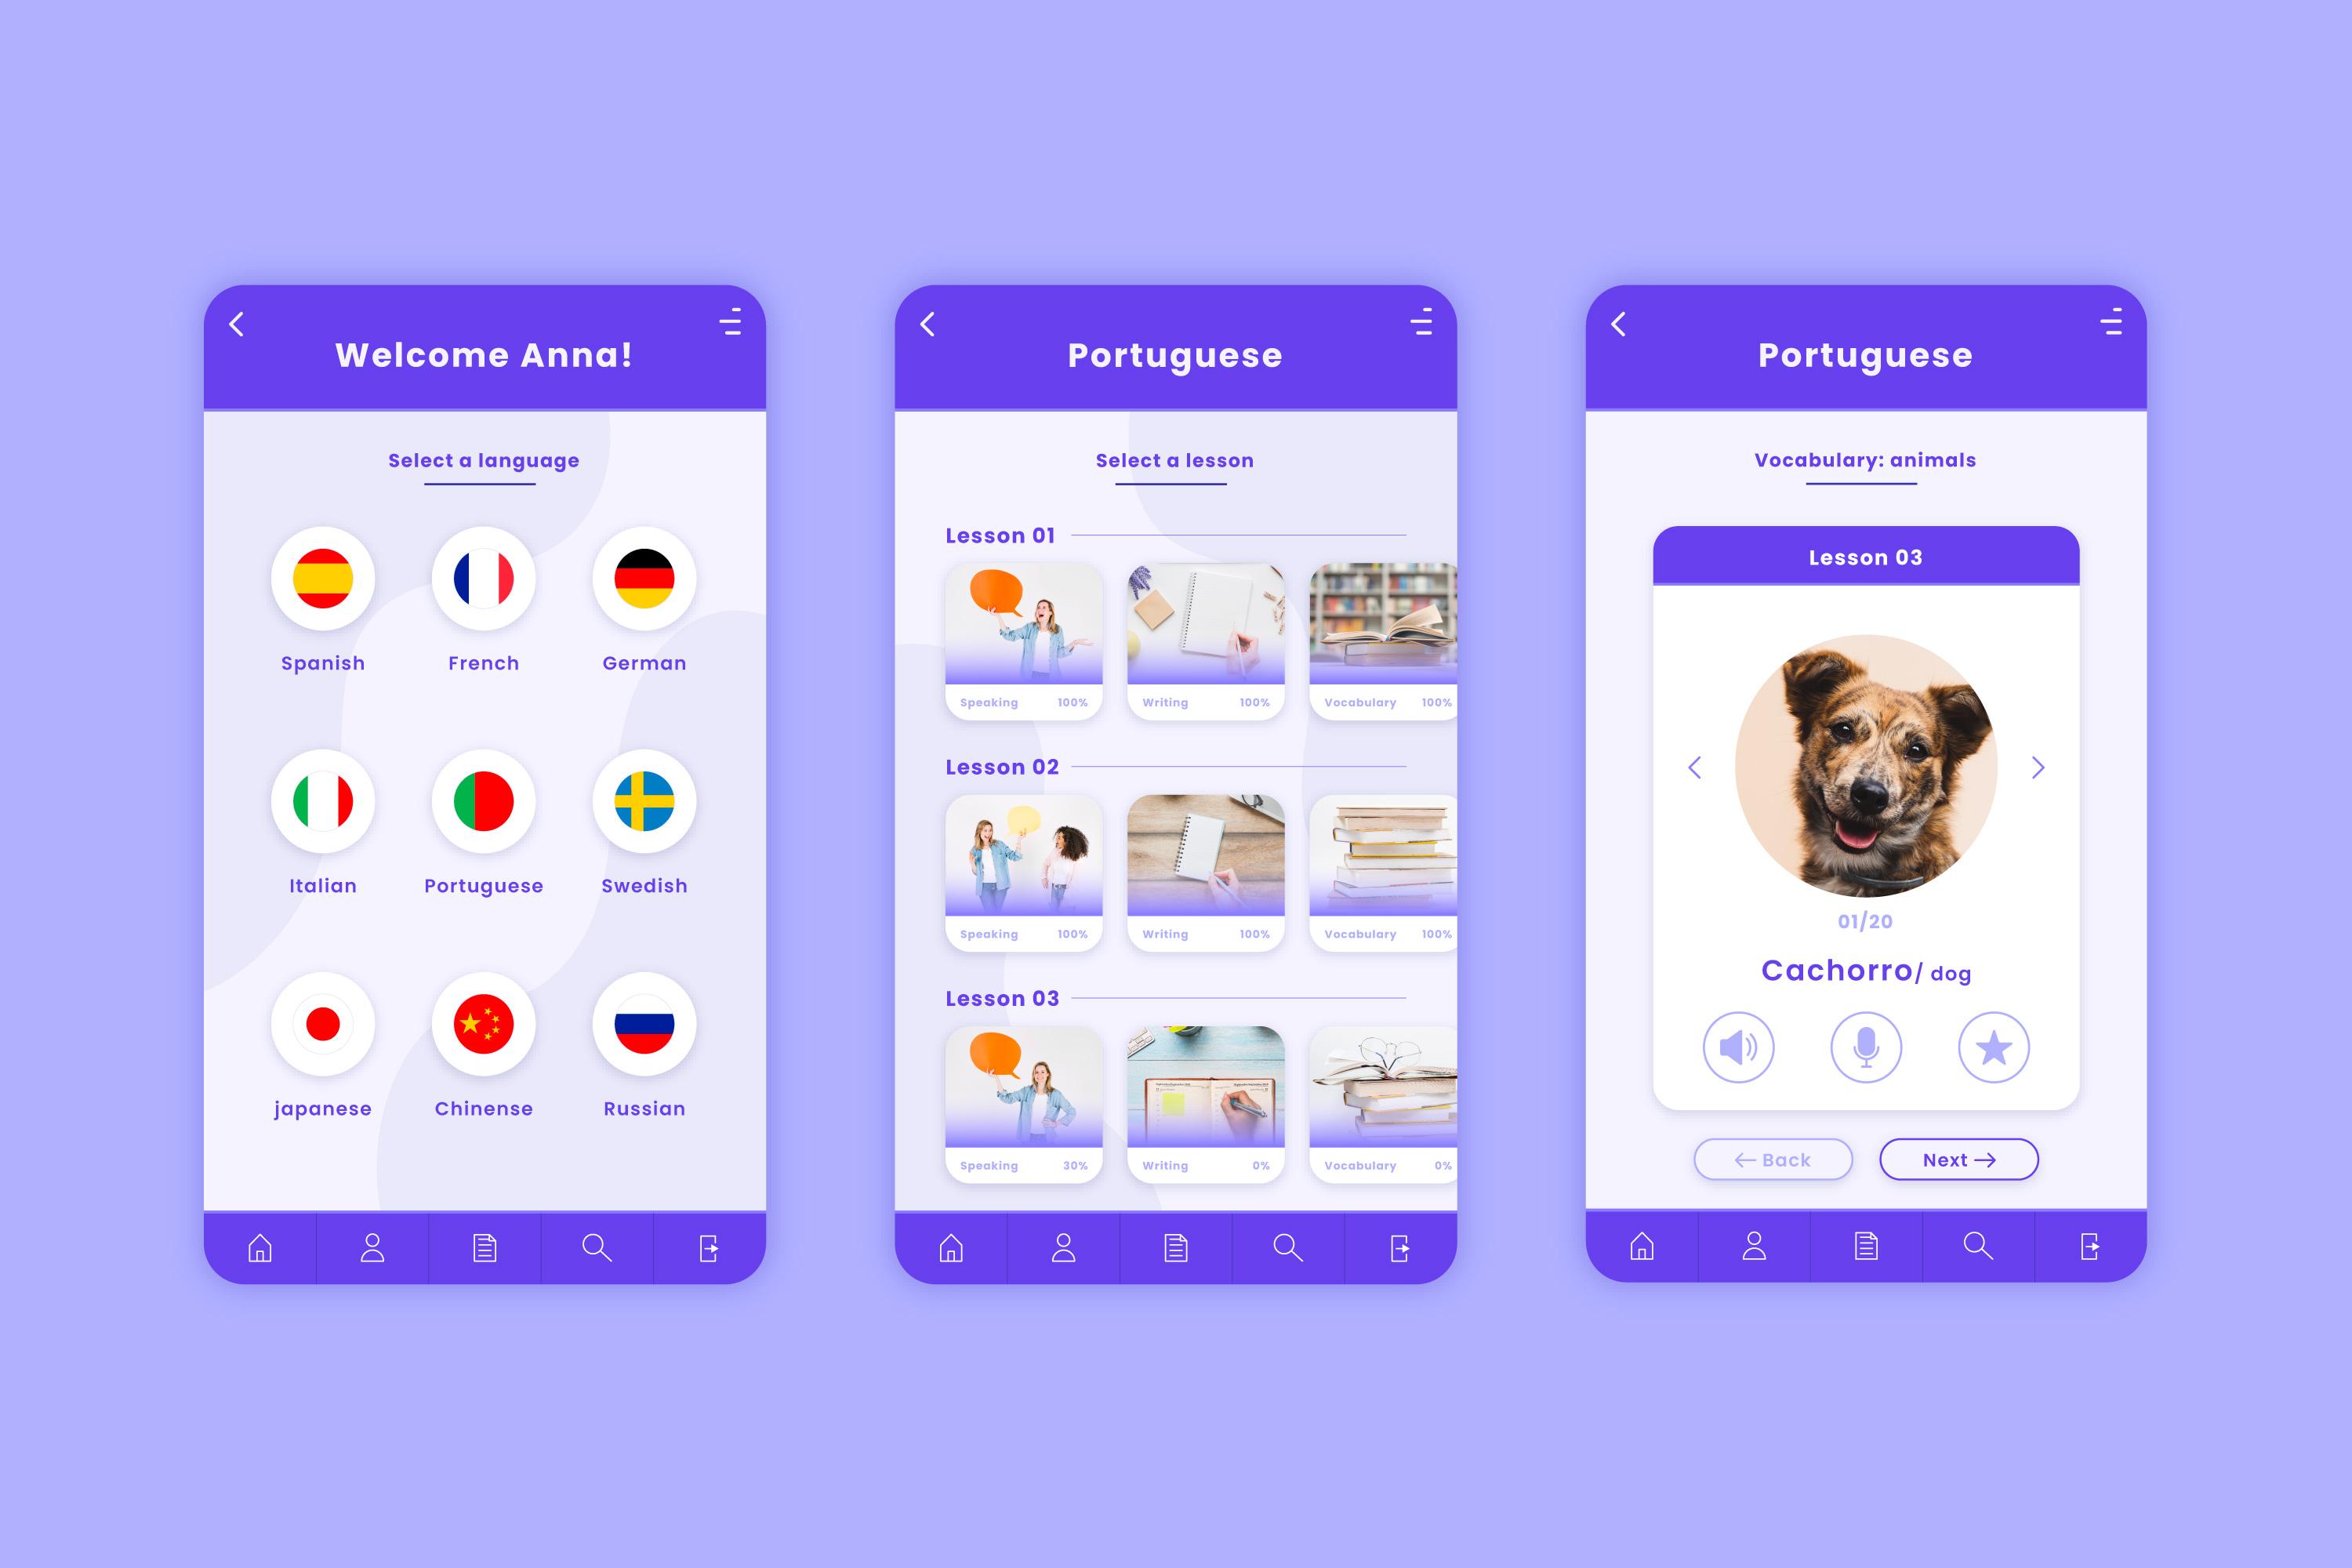 Welcome Anna!
Select a language
Spanish French German
Italian Portuguese Swedish
japanese Chinense Russian
Portuguese
Select a lesson
Lesson 01
Speaking 100% Writing 100% Vocabulary 100%
Lesson 02
Speaking 100% Writing 100% Vocabulary 100%
Lesson 03
Speaking 30% Writing 0% Vocabulary 0%
Portuguese
Vocabulary: animals
Lesson 03
01/20
Cachorro/ dog
← Back Next →